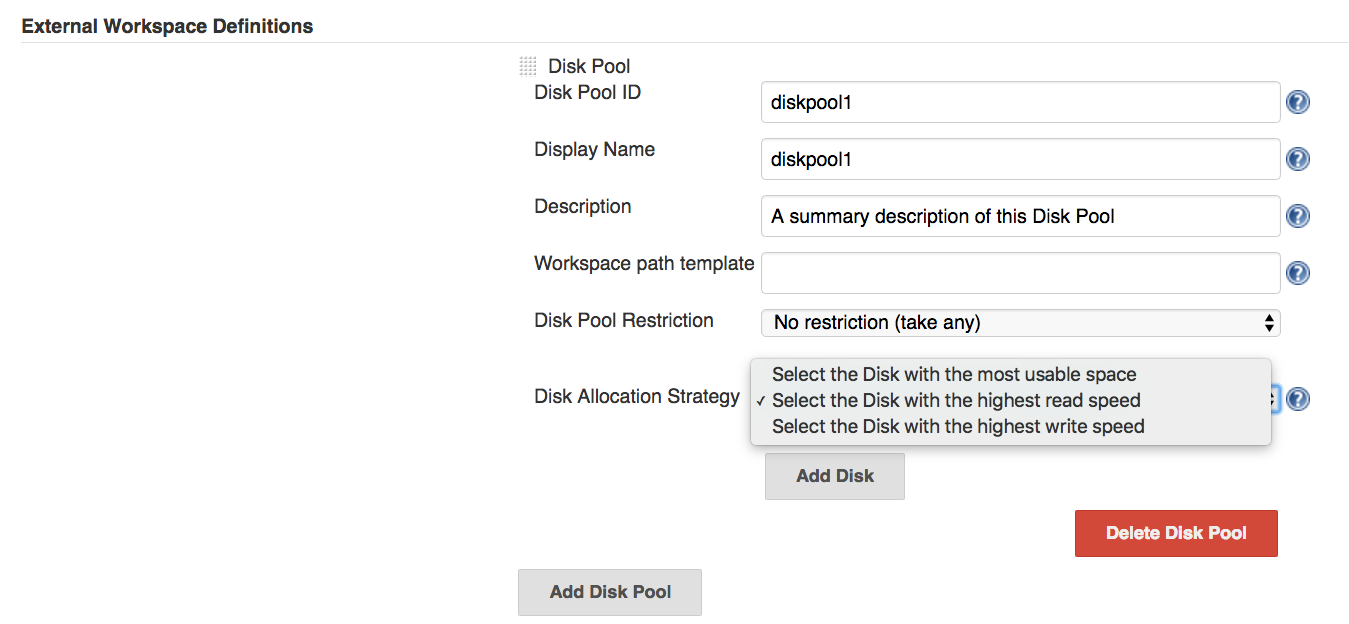 External Workspace Definitions
Disk Pool
Disk Pool ID
diskpool1
Display Name
diskpool1
Description
A summary description of this Disk Pool
Workspace path template
Disk Pool Restriction
No restriction (take any)
Disk Allocation Strategy
Select the Disk with the most usable space
✓ Select the Disk with the highest read speed
Select the Disk with the highest write speed
Add Disk
Delete Disk Pool
Add Disk Pool